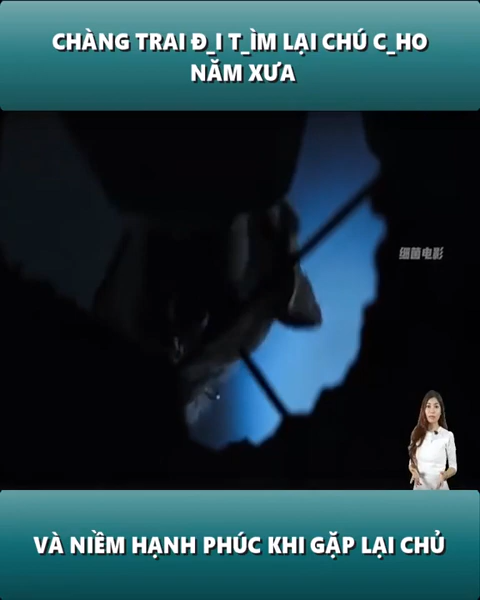 CHÀNG TRAI Đ_I T_ÌM LẠI CHÚ C_HO
NĂM XƯA
细菌电影
VÀ NIỀM HẠNH PHÚC KHI GẶP LẠI CHỦ